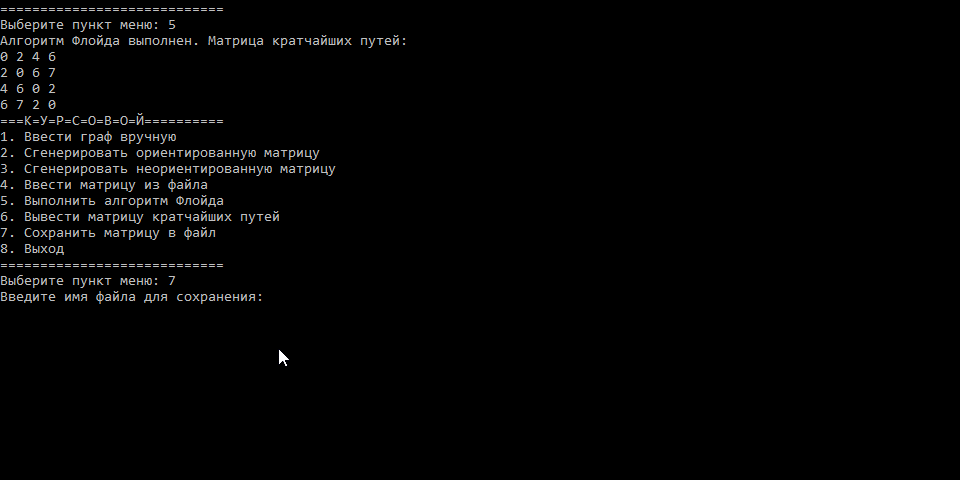 ============================
Выберите пункт меню: 5
Алгоритм Флойда выполнен. Матрица кратчайших путей:
0 2 4 6
2 0 6 7
4 6 0 2
6 7 2 0
===К=У=Р=С=О=В=О=Й==========
1. Ввести граф вручную
2. Сгенерировать ориентированную матрицу
3. Сгенерировать неориентированную матрицу
4. Ввести матрицу из файла
5. Выполнить алгоритм Флойда
6. Вывести матрицу кратчайших путей
7. Сохранить матрицу в файл
8. Выход
============================
Выберите пункт меню: 7
Введите имя файла для сохранения: